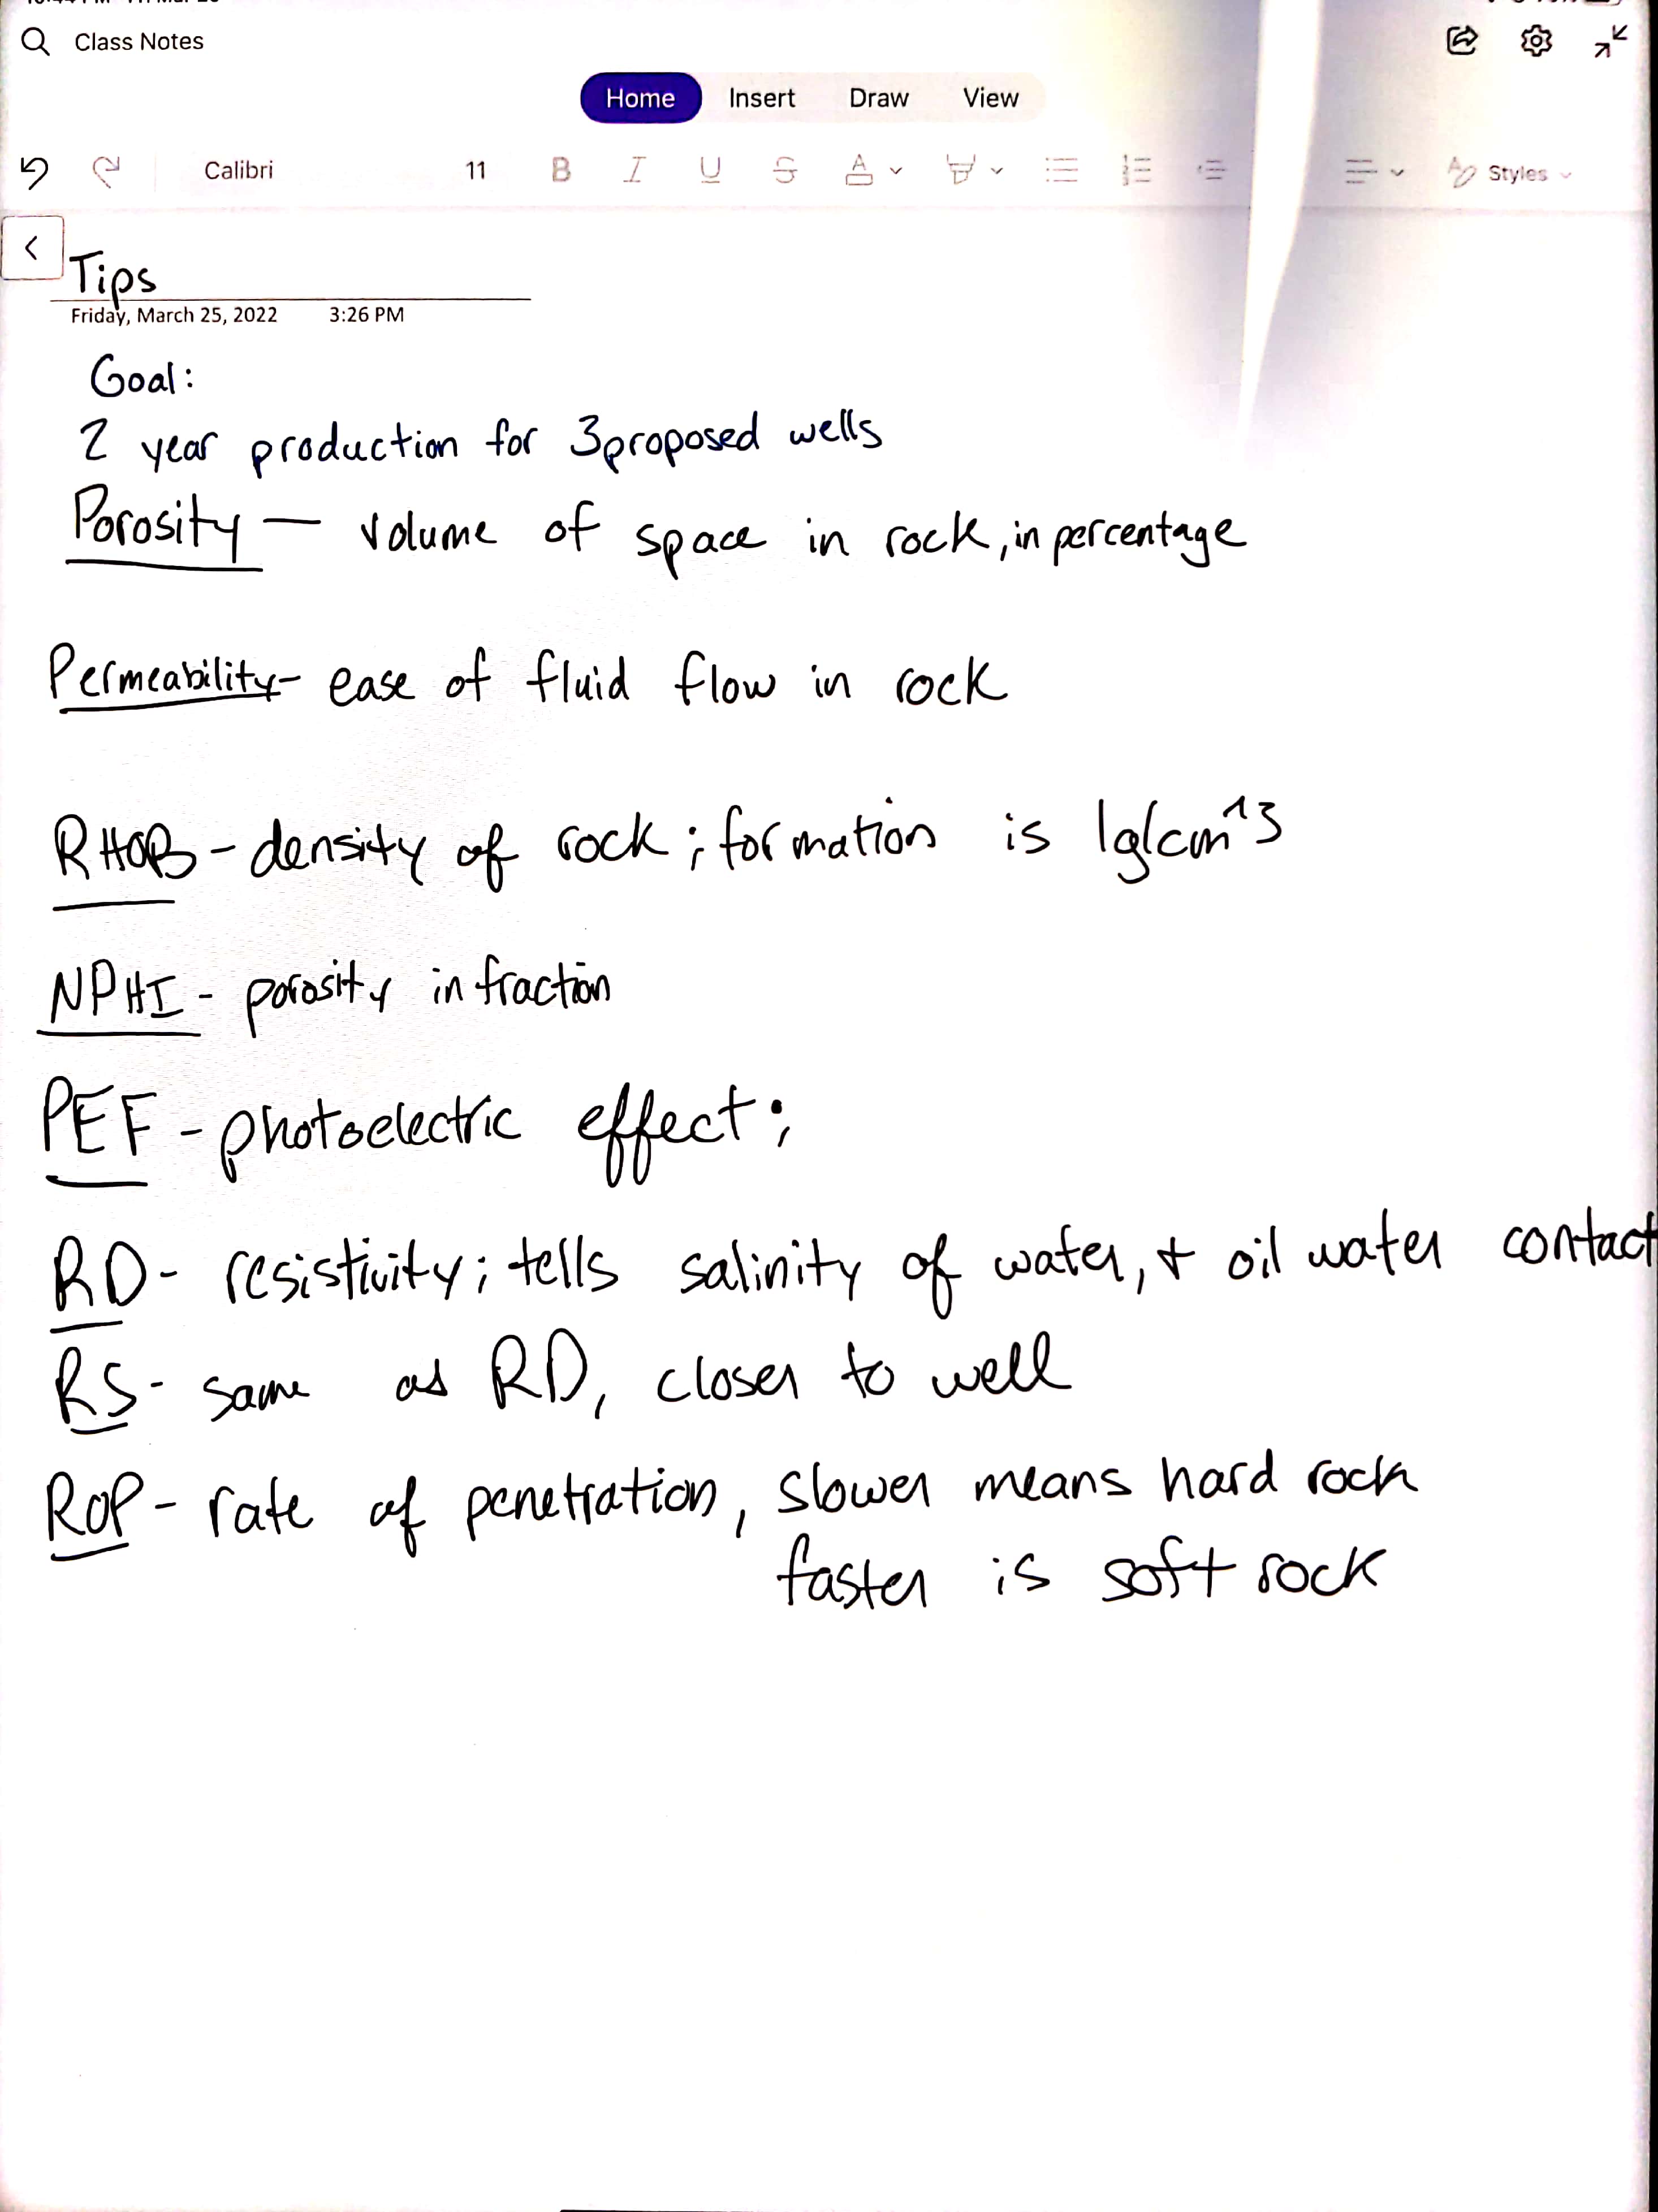 Class Notes
Home Insert Draw View
Calibri 11 B I U S A Styles
Tips
Friday, March 25, 2022 3:26 PM
Goal:
2 year production for 3 proposed wells
Porosity — volume of space in rock, in percentage
Permeability - ease of fluid flow in rock
RHOB - density of rock; formation is 1g/cm^3
NPHI - porosity in fraction
PEF - photoelectric effect;
RD - resistivity; tells salinity of water, + oil water contact
RS - same as RD, closer to well
ROP - rate of penetration, slower means hard rock
faster is soft rock